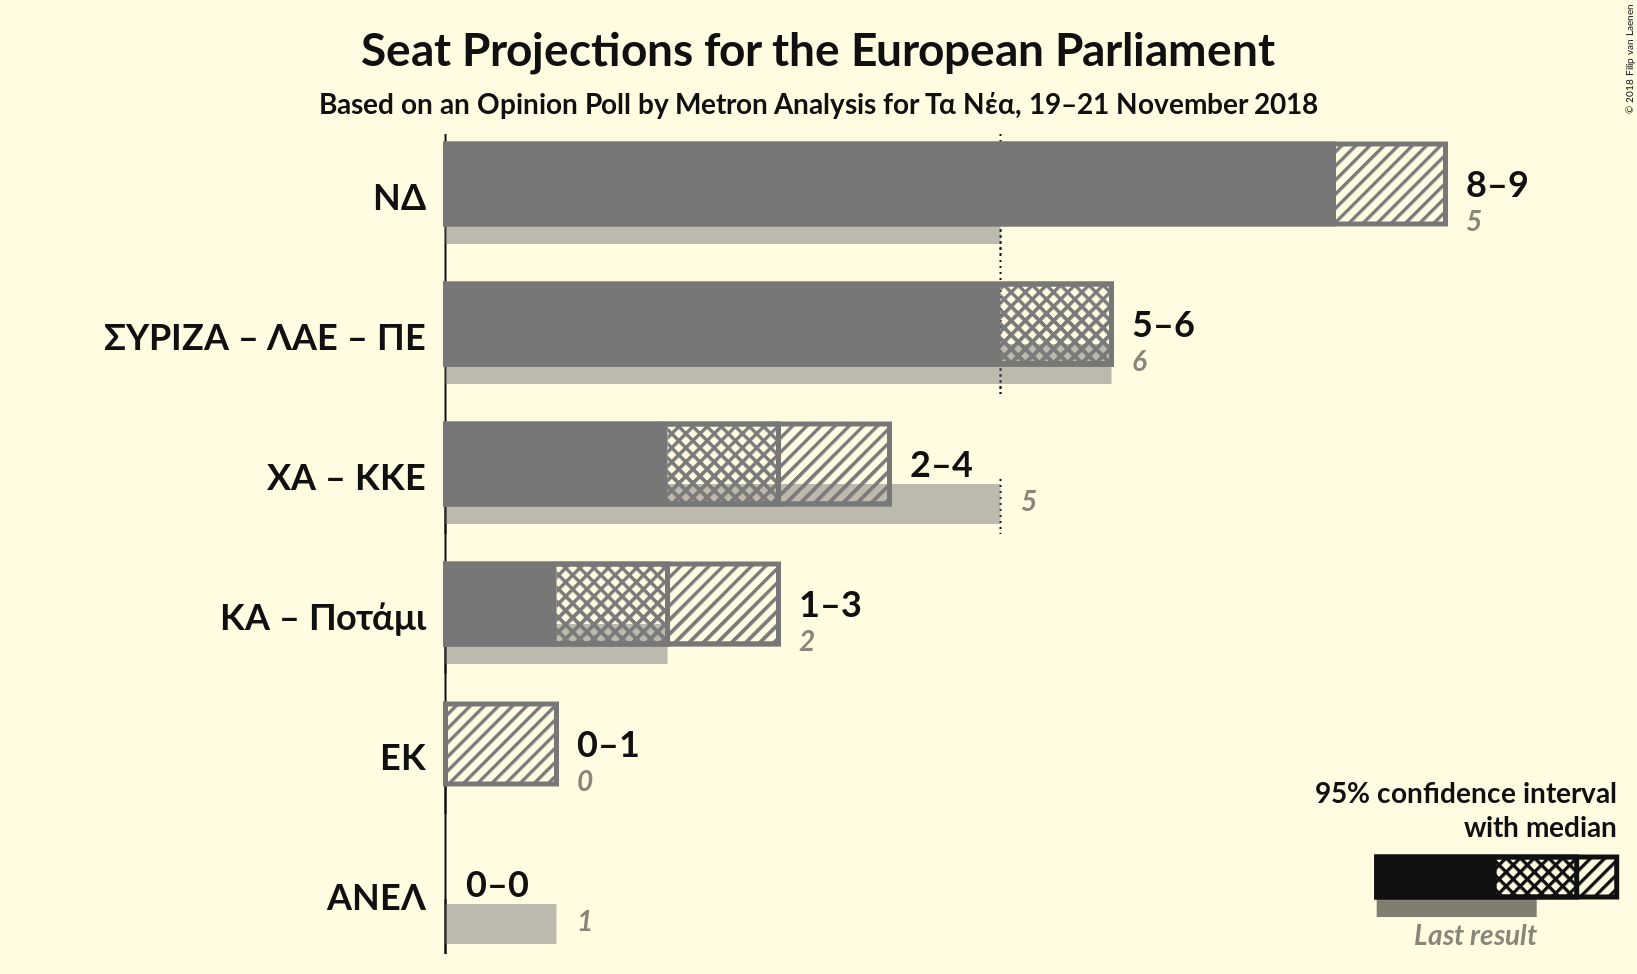 Seat Projections for the European Parliament
Based on an Opinion Poll by Metron Analysis for Τα Νέα, 19–21 November 2018
© 2018 Filip van Laenen
ΝΔ
8–9
5
ΣΥΡΙΖΑ – ΛΑΕ – ΠΕ
5–6
6
ΧΑ – ΚΚΕ
2–4
5
ΚΑ – Ποτάμι
1–3
2
ΕΚ
0–1
0
ΑΝΕΛ
0–0
1
95% confidence interval
with median
Last result